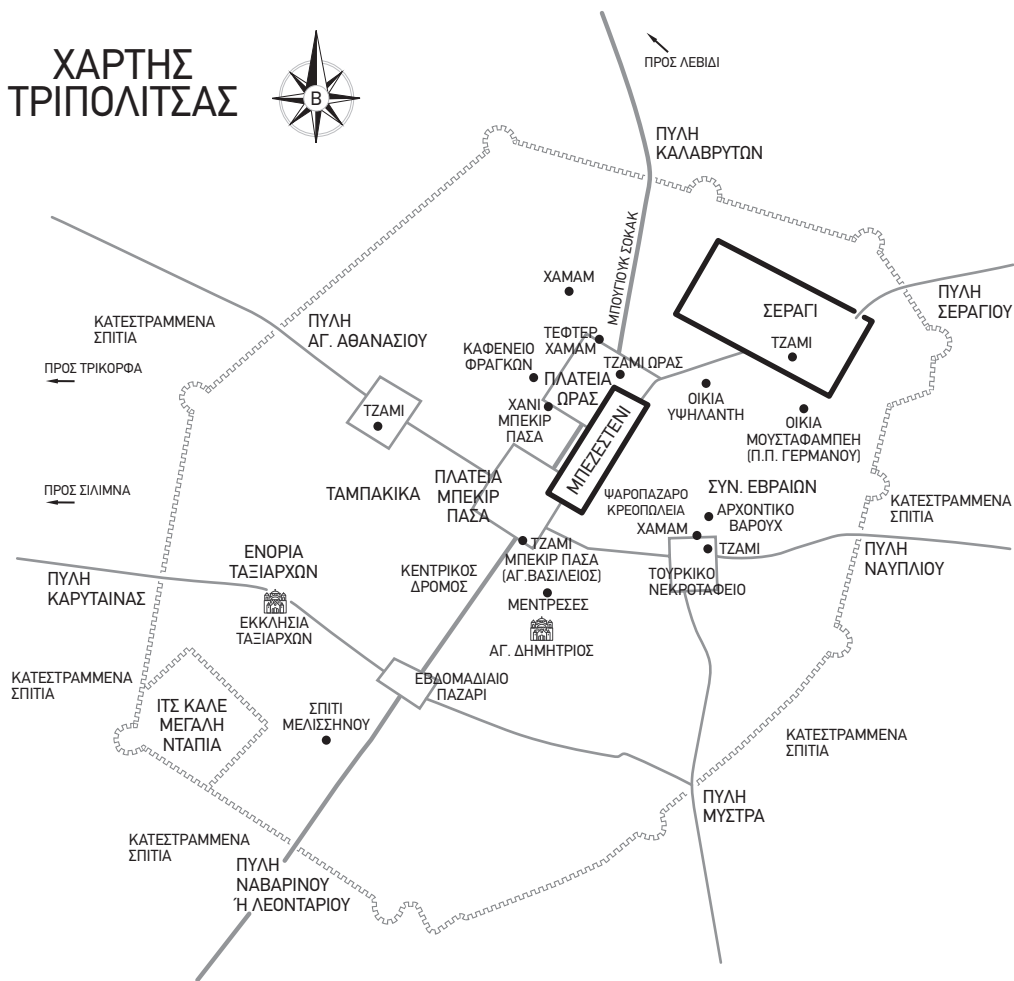 ΧΑΡΤΗΣ
ΤΡΙΠΟΛΙΤΣΑΣ
Β
ΠΡΟΣ ΛΕΒΙΔΙ
ΠΥΛΗ
ΚΑΛΑΒΡΥΤΩΝ
ΜΠΟΥΓΙΟΥΚ ΣΟΚΑΚ
ΧΑΜΑΜ
ΣΕΡΑΓΙ
ΤΖΑΜΙ
ΠΥΛΗ
ΣΕΡΑΓΙΟΥ
ΚΑΤΕΣΤΡΑΜΜΕΝΑ
ΣΠΙΤΙΑ
ΠΥΛΗ
ΑΓ. ΑΘΑΝΑΣΙΟΥ
ΤΕΦΤΕΡ
ΧΑΜΑΜ
ΚΑΦΕΝΕΙΟ
ΦΡΑΓΚΩΝ
ΤΖΑΜΙ ΩΡΑΣ
ΠΛΑΤΕΙΑ
ΩΡΑΣ
ΠΡΟΣ ΤΡΙΚΟΡΦΑ
ΟΙΚΙΑ
ΥΨΗΛΑΝΤΗ
ΤΖΑΜΙ
ΧΑΝΙ
ΜΠΕΚΙΡ
ΠΑΣΑ
ΜΠΕΖΕΣΤΕΝΙ
ΟΙΚΙΑ
ΜΟΥΣΤΑΦΑΜΠΕΗ
(Π.Π. ΓΕΡΜΑΝΟΥ)
ΠΡΟΣ ΣΙΛΙΜΝΑ
ΤΑΜΠΑΚΙΚΑ
ΠΛΑΤΕΙΑ
ΜΠΕΚΙΡ
ΠΑΣΑ
ΣΥΝ. ΕΒΡΑΙΩΝ
ΨΑΡΟΠΑΖΑΡΟ
ΚΡΕΟΠΩΛΕΙΑ
ΑΡΧΟΝΤΙΚΟ
ΒΑΡΟΥΧ
ΧΑΜΑΜ
ΤΖΑΜΙ
ΚΑΤΕΣΤΡΑΜΜΕΝΑ
ΣΠΙΤΙΑ
ΠΥΛΗ
ΝΑΥΠΛΙΟΥ
ΤΖΑΜΙ
ΜΠΕΚΙΡ ΠΑΣΑ
(ΑΓ.ΒΑΣΙΛΕΙΟΣ)
ΤΟΥΡΚΙΚΟ
ΝΕΚΡΟΤΑΦΕΙΟ
ΕΝΟΡΙΑ
ΤΑΞΙΑΡΧΩΝ
ΚΕΝΤΡΙΚΟΣ
ΔΡΟΜΟΣ
ΠΥΛΗ
ΚΑΡΥΤΑΙΝΑΣ
ΜΕΝΤΡΕΣΕΣ
ΕΚΚΛΗΣΙΑ
ΤΑΞΙΑΡΧΩΝ
ΑΓ. ΔΗΜΗΤΡΙΟΣ
ΚΑΤΕΣΤΡΑΜΜΕΝΑ
ΣΠΙΤΙΑ
ΕΒΔΟΜΑΔΙΑΙΟ
ΠΑΖΑΡΙ
ΙΤΣ ΚΑΛΕ
ΜΕΓΑΛΗ
ΝΤΑΠΙΑ
ΣΠΙΤΙ
ΜΕΛΙΣΣΗΝΟΥ
ΚΑΤΕΣΤΡΑΜΜΕΝΑ
ΣΠΙΤΙΑ
ΠΥΛΗ
ΜΥΣΤΡΑ
ΚΑΤΕΣΤΡΑΜΜΕΝΑ
ΣΠΙΤΙΑ
ΠΥΛΗ
ΝΑΒΑΡΙΝΟΥ
Ή ΛΕΟΝΤΑΡΙΟΥ